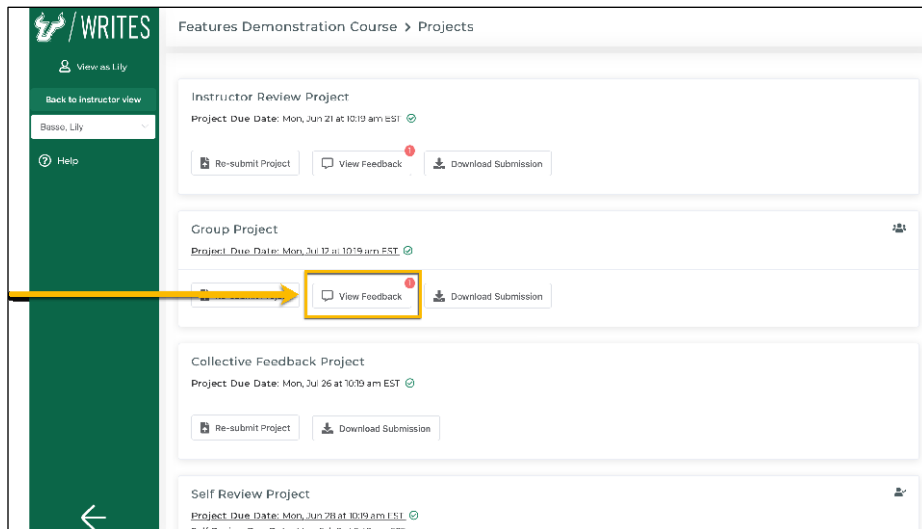 /WRITES
View as Lily
Back to instructor view
Basso, Lily
Help
Features Demonstration Course > Projects
Instructor Review Project
Project Due Date: Mon, Jun 21 at 10:19 am EST
Re-submit Project
1
View Feedback
Download Submission
Group Project
Project Due Date: Mon, Jul 12 at 10:19 am EST
1
View Feedback
Download Submission
Collective Feedback Project
Project Due Date: Mon, Jul 26 at 10:19 am EST
Re-submit Project
Download Submission
Self Review Project
Project Due Date: Mon, Jun 28 at 10:19 am EST